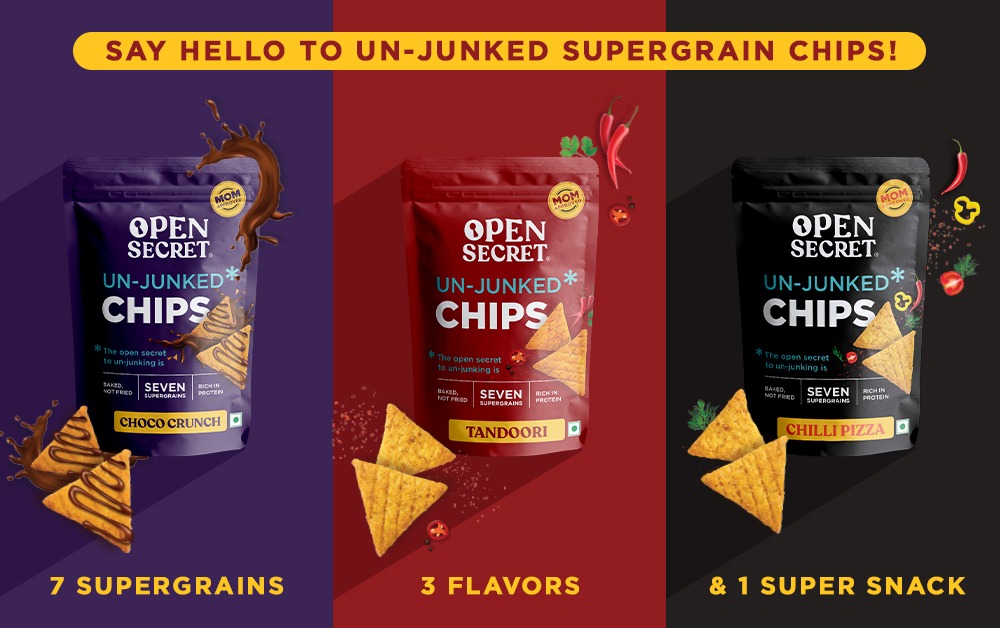 SAY HELLO TO UN-JUNKED SUPERGRAIN CHIPS!
MOM
APPROVED
OPEN
SECRET®
UN-JUNKED*
CHIPS
* The open secret
to un-junking is
BAKED,
NOT FRIED
SEVEN
SUPERGRAINS
RICH IN
PROTEIN
CHOCO CRUNCH
MOM
APPROVED
OPEN
SECRET®
UN-JUNKED*
CHIPS
* The open secret
to un-junking is
BAKED,
NOT FRIED
SEVEN
SUPERGRAINS
RICH IN
PROTEIN
TANDOORI
MOM
APPROVED
OPEN
SECRET®
UN-JUNKED*
CHIPS
* The open secret
to un-junking is
BAKED,
NOT FRIED
SEVEN
SUPERGRAINS
RICH IN
PROTEIN
CHILLI PIZZA
7 SUPERGRAINS
3 FLAVORS
& 1 SUPER SNACK